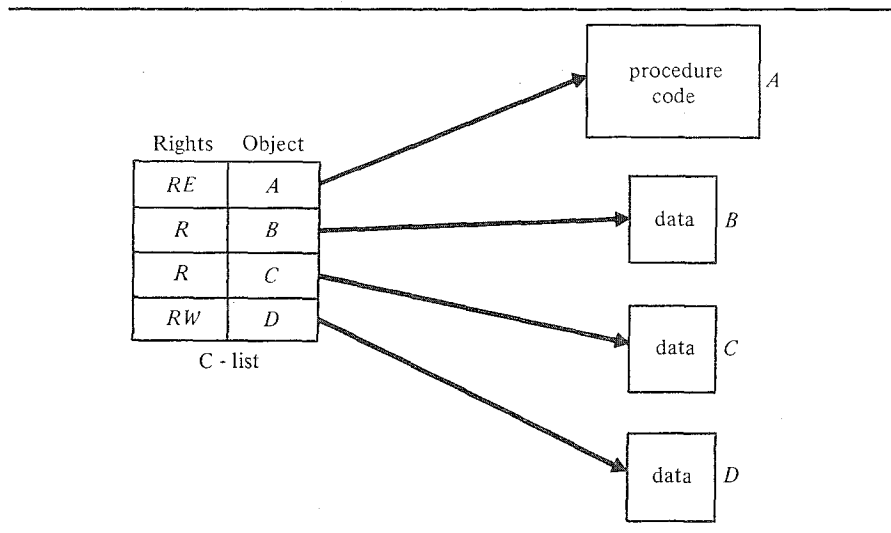 procedure
code
A
Rights Object
RE A
R B
R C
RW D
C - list
data B
data C
data D